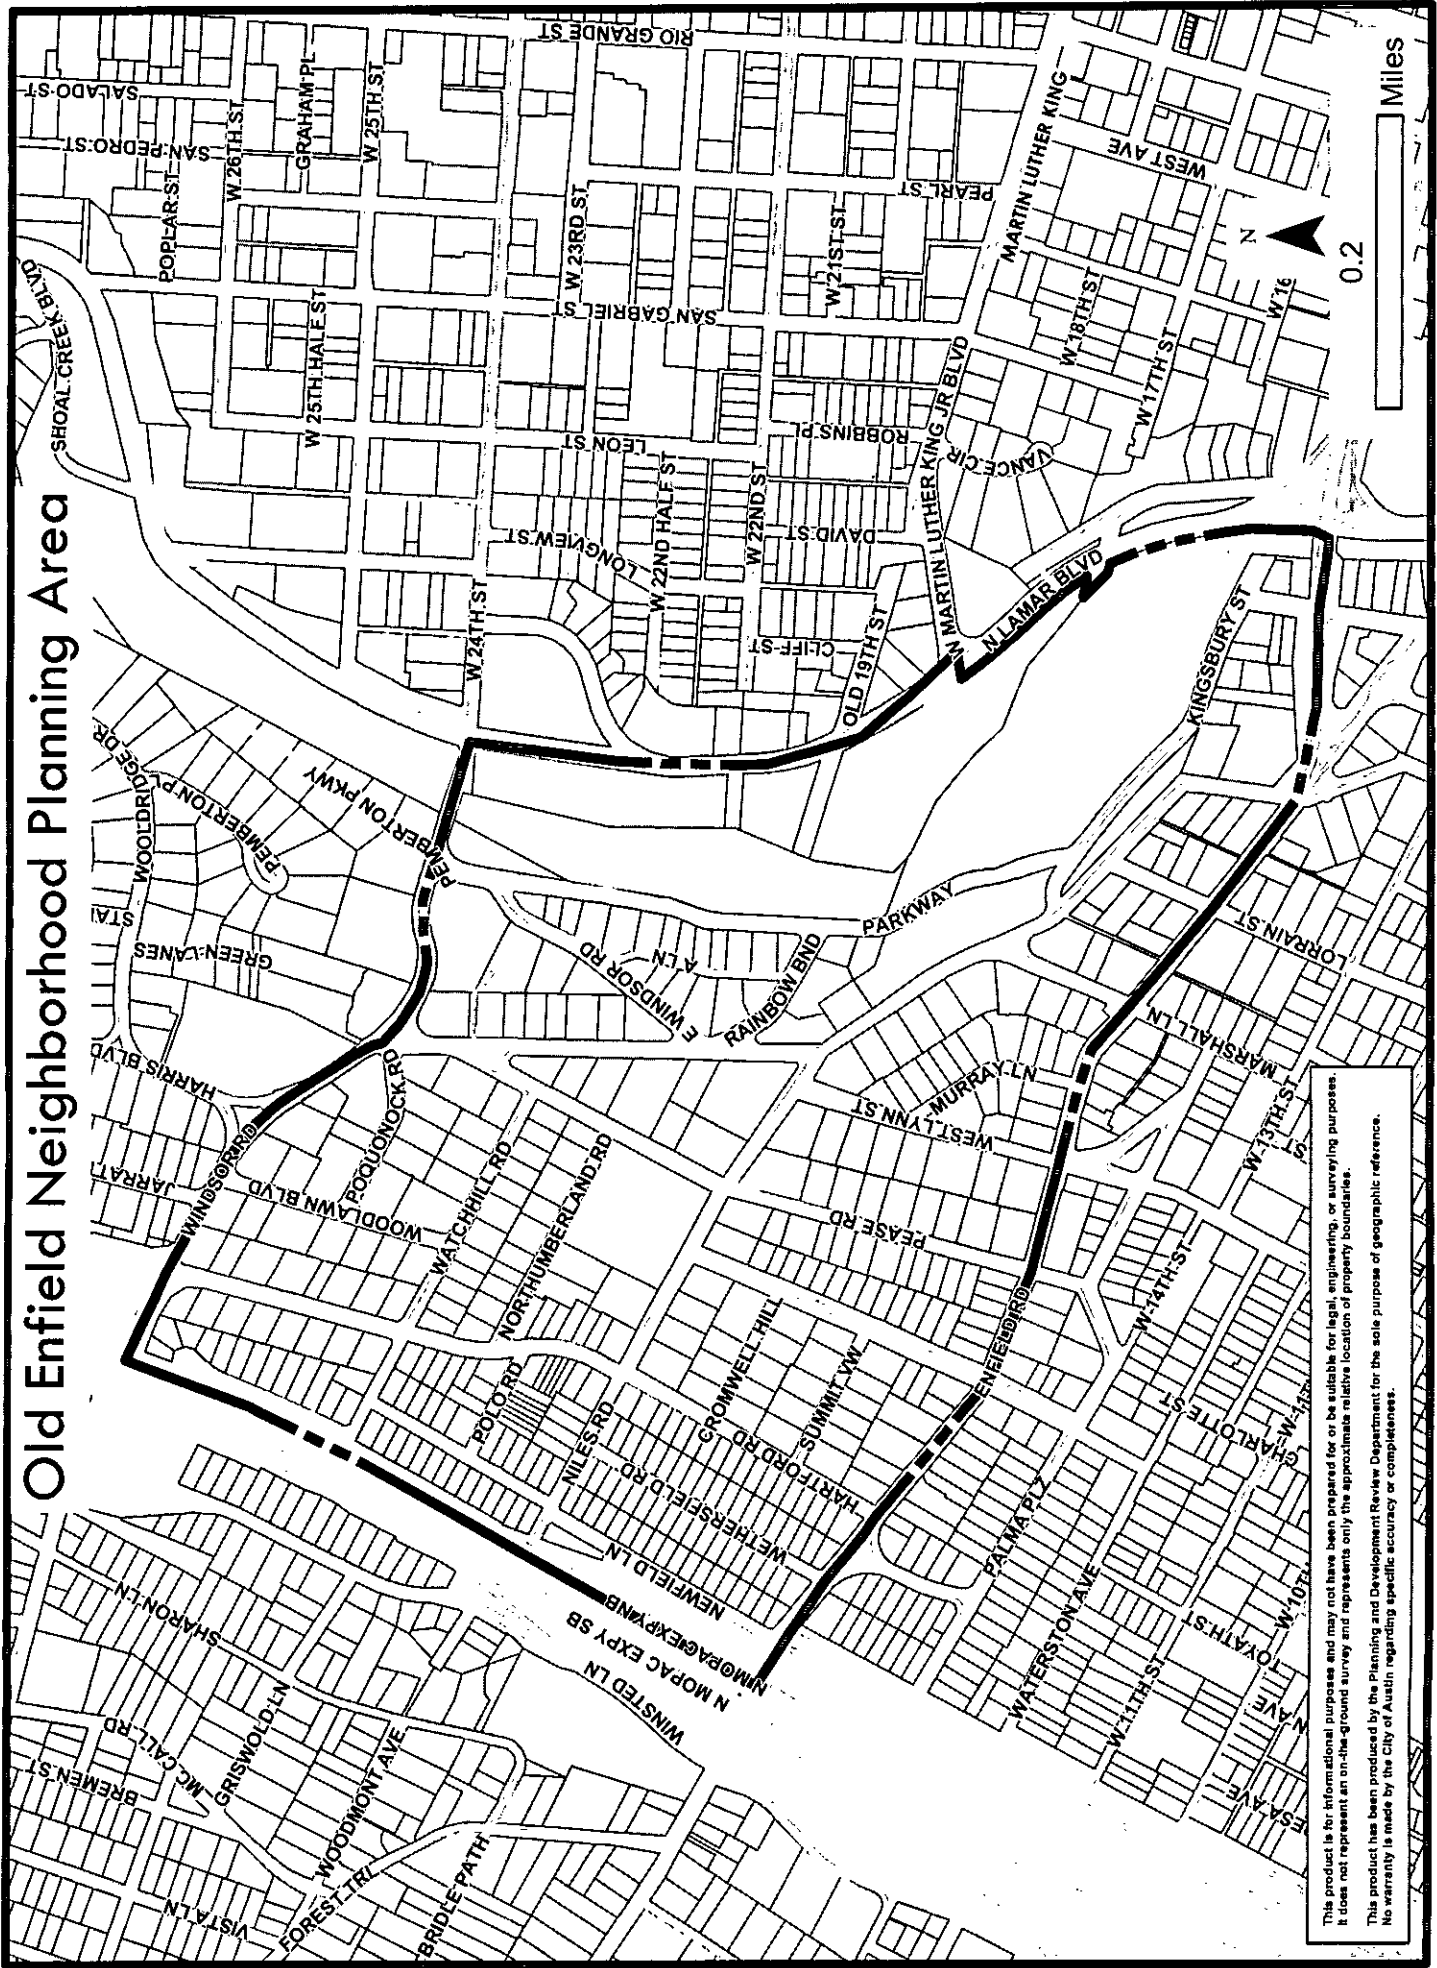 Old Enfield Neighborhood Planning Area
SALADO ST
SAN PEDRO ST
POPLAR ST
W 26TH ST
GRAHAM PL
W 25TH ST
RIO GRANDE ST
SHOAL CREEK BLVD
W 25TH HALF ST
W 23RD ST
SAN GABRIEL ST
PEARL ST
W 21ST ST
MARTIN LUTHER KING
WEST AVE
W 18TH ST
W 17TH ST
W 16
LEON ST
W 22ND HALF ST
W 22ND ST
ROBBINS PL
W MARTIN LUTHER KING JR BLVD
VANCE CIR
DAVID ST
LONGVIEW ST
W 24TH ST
CLIFF ST
OLD 19TH ST
N LAMAR BLVD
KINGSBURY ST
WOOLDRIDGE DR
PEMBERTON PL
PEMBERTON PKWY
STAI
GREEN LANES
HARRIS BLVD
JARRAT
WINDSOR RD
E WINDSOR RD
A LN
RAINBOW BND
PARKWAY
LORRAIN ST
MARSHALL LN
POQUONOCK RD
WOODLAWN BLVD
WATCHHILL RD
NORTHUMBERLAND RD
WEST LYNN ST
MURRAY LN
PEASE RD
W 13TH ST
ST
W 14TH ST
POLO RD
NILES RD
CROMWELL HILL
SUMMIT VW
HARTFORD RD
WETHERSFIELD RD
NEWFIELD LN
ENFIELD RD
CHARLOTTE ST
W 11T
PALMA PLZ
WATERSTON AVE
W 10TH
TOYATH ST
W 11TH ST
N AVE
ESA AVE
N MOPAC EXPY NB
N MOPAC EXPY SB
WINSTED LN
SHARON LN
GRISWOLD LN
MC CALL RD
BREMEN ST
WOODMONT AVE
VISTA LN
FOREST TRL
BRIDLE PATH
N
0.2
Miles
This product is for informational purposes and may not have been prepared for or be suitable for legal, engineering, or surveying purposes.
It does not represent an on-the-ground survey and represents only the approximate relative location of property boundaries.
This product has been produced by the Planning and Development Review Department for the sole purpose of geographic reference.
No warranty is made by the City of Austin regarding specific accuracy or completeness.